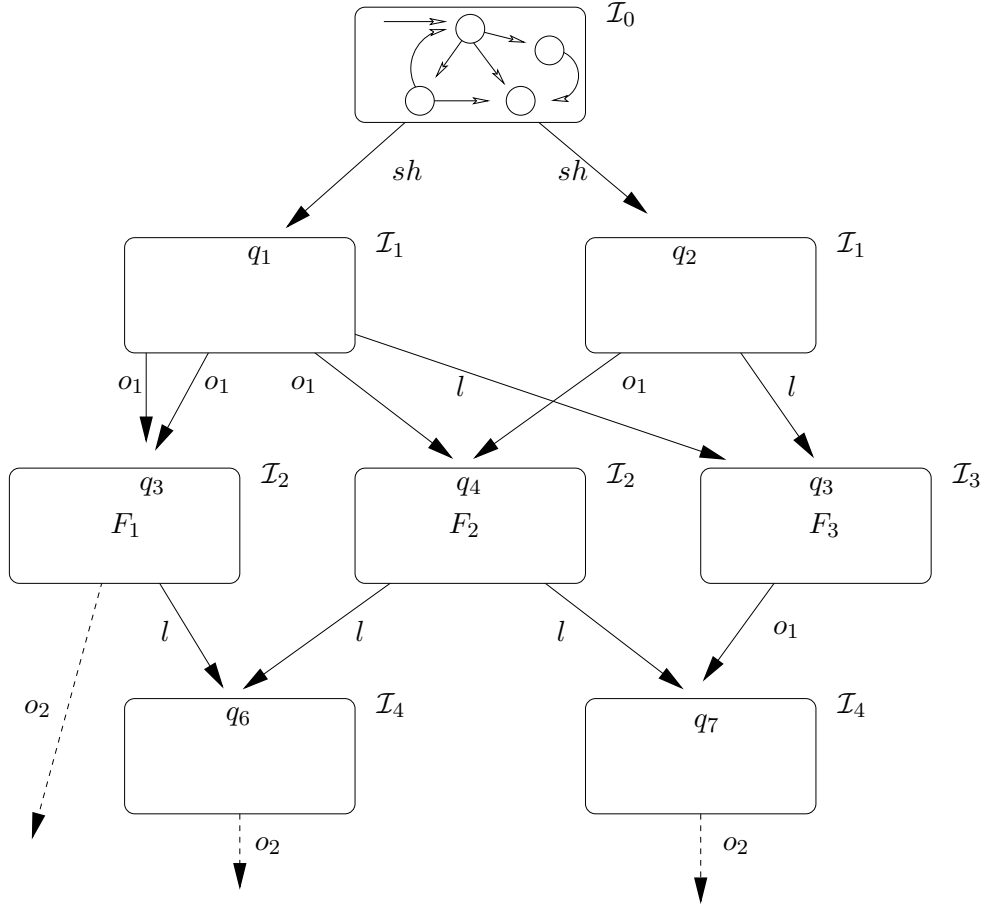 ℐ₀
sh sh
q₁ ℐ₁ q₂ ℐ₁
o₁ o₁ o₁ l o₁ l
q₃ ℐ₂ q₄ ℐ₂ q₃ ℐ₃
F₁ F₂ F₃
l l l o₁
o₂ q₆ ℐ₄ q₇ ℐ₄
o₂ o₂